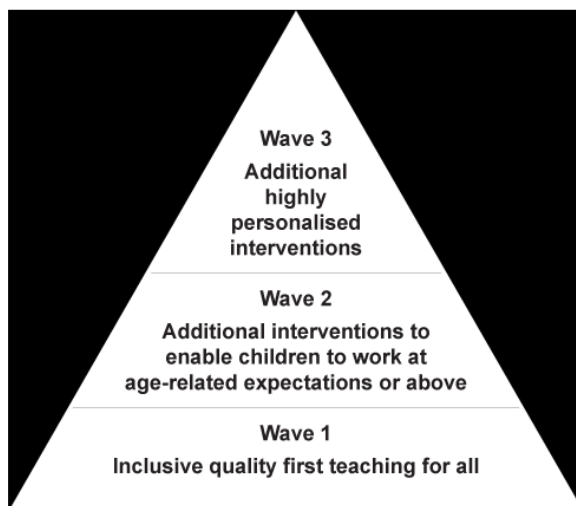 Wave 3
Additional
highly
personalised
interventions
Wave 2
Additional interventions to
enable children to work at
age-related expectations or above
Wave 1
Inclusive quality first teaching for all